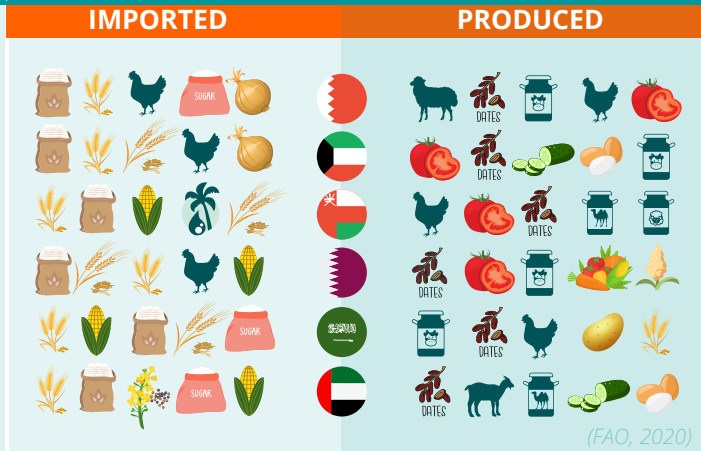 IMPORTED PRODUCED
SUGAR
DATES
DATES
DATES
DATES
SUGAR
DATES
SUGAR
DATES
(FAO, 2020)